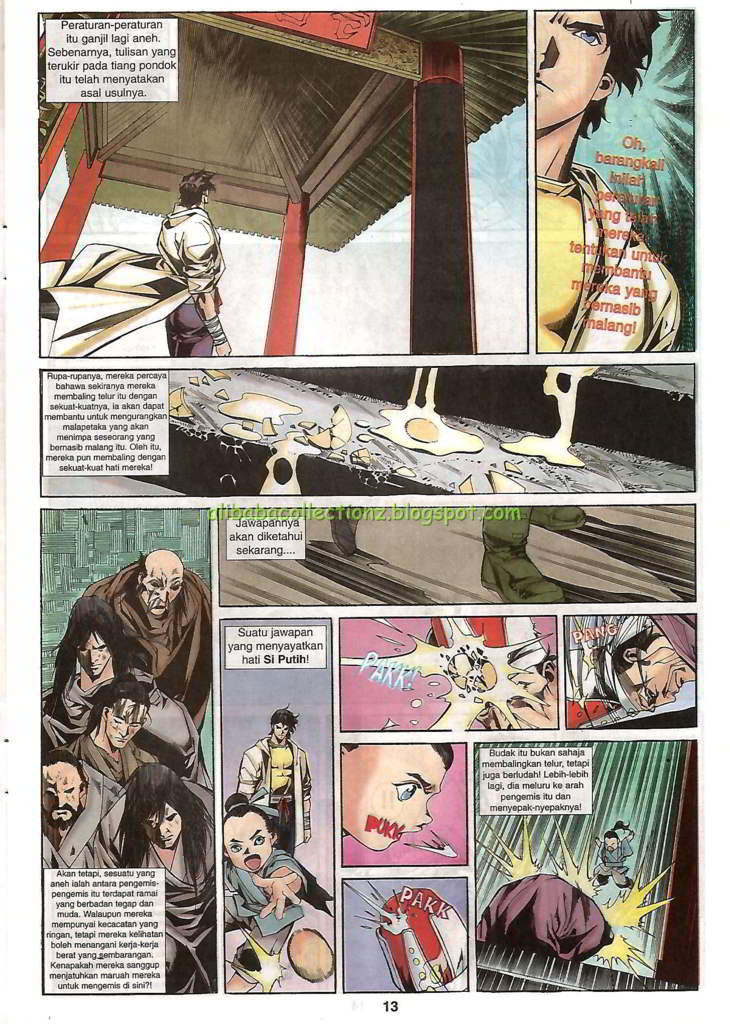 Peraturan-peraturan
itu ganjil lagi aneh.
Sebenarnya, tulisan yang
terukir pada tiang pondok
itu telah menyatakan
asal usulnya.
Oh,
barangkali
inilah
peraturan
yang telah
mereka
tentukan untuk
membantu
mereka yang
bernasib
malang!
Rupa-rupanya, mereka percaya
bahawa sekiranya mereka
membaling telur itu dengan
sekuat-kuatnya, ia akan dapat
membantu untuk mengurangkan
malapetaka yang akan
menimpa seseorang yang
bernasib malang itu. Oleh itu,
mereka pun membaling dengan
sekuat-kuat hati mereka!
alibabacollectionz.blogspot.com
Jawapannya
akan diketahui
sekarang....
Akan tetapi, sesuatu yang
aneh ialah antara pengemis-
pengemis itu terdapat ramai
yang berbadan tegap dan
muda. Walaupun mereka
mempunyai kecacatan yang
ringan, tetapi mereka kelihatan
boleh menangani kerja-kerja
berat yang sembarangan.
Kenapakah mereka sanggup
menjatuhkan maruah mereka
untuk mengemis di sini?!
Suatu jawapan
yang menyayatkan
hati Si Putih!
PAKK!
PANG
PUKK
PAKK
Budak itu bukan sahaja
membalingkan telur, tetapi
juga berludah! Lebih-lebih
lagi, dia meluru ke arah
pengemis itu dan
menyepak-nyepaknya!
13